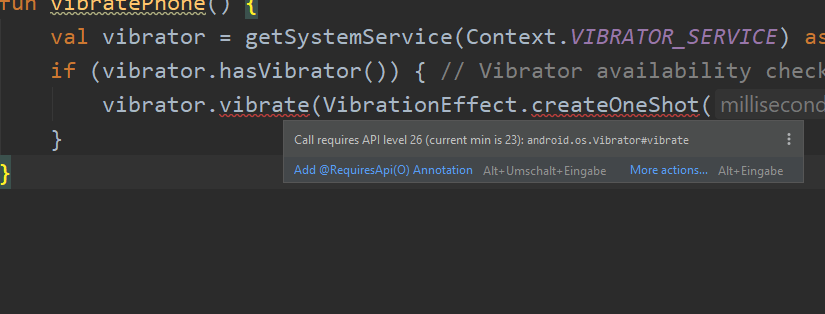 fun vibratePhone() {
val vibrator = getSystemService(Context.VIBRATOR_SERVICE) as
if (vibrator.hasVibrator()) { // Vibrator availability check
vibrator.vibrate(VibrationEffect.createOneShot( millisecond
Call requires API level 26 (current min is 23): android.os.Vibrator#vibrate
}
Add @RequiresApi(O) Annotation Alt+Umschalt+Eingabe More actions... Alt+Eingabe
}